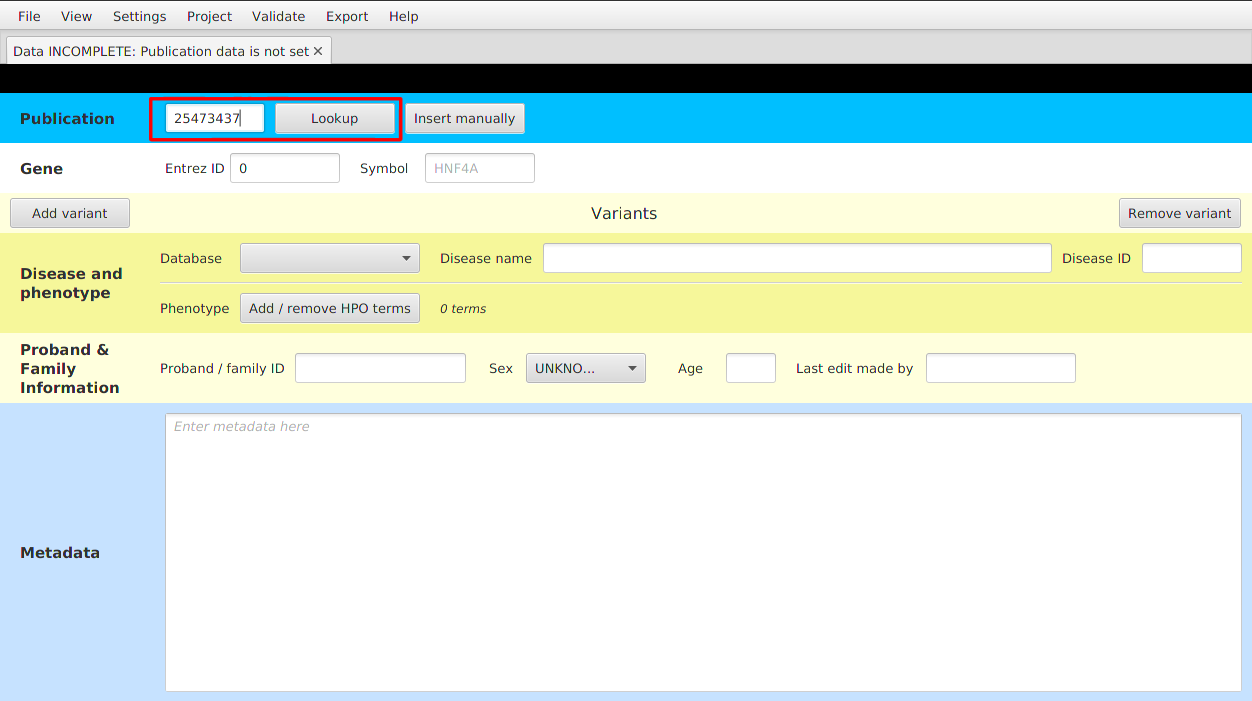 File View Settings Project Validate Export Help
Data INCOMPLETE: Publication data is not set ✕
Publication 25473437 Lookup Insert manually
Gene Entrez ID 0 Symbol HNF4A
Add variant Variants Remove variant
Disease and phenotype
Database Disease name Disease ID
Phenotype Add / remove HPO terms 0 terms
Proband &
Family
Information
Proband / family ID Sex UNKNO... Age Last edit made by
Enter metadata here
Metadata